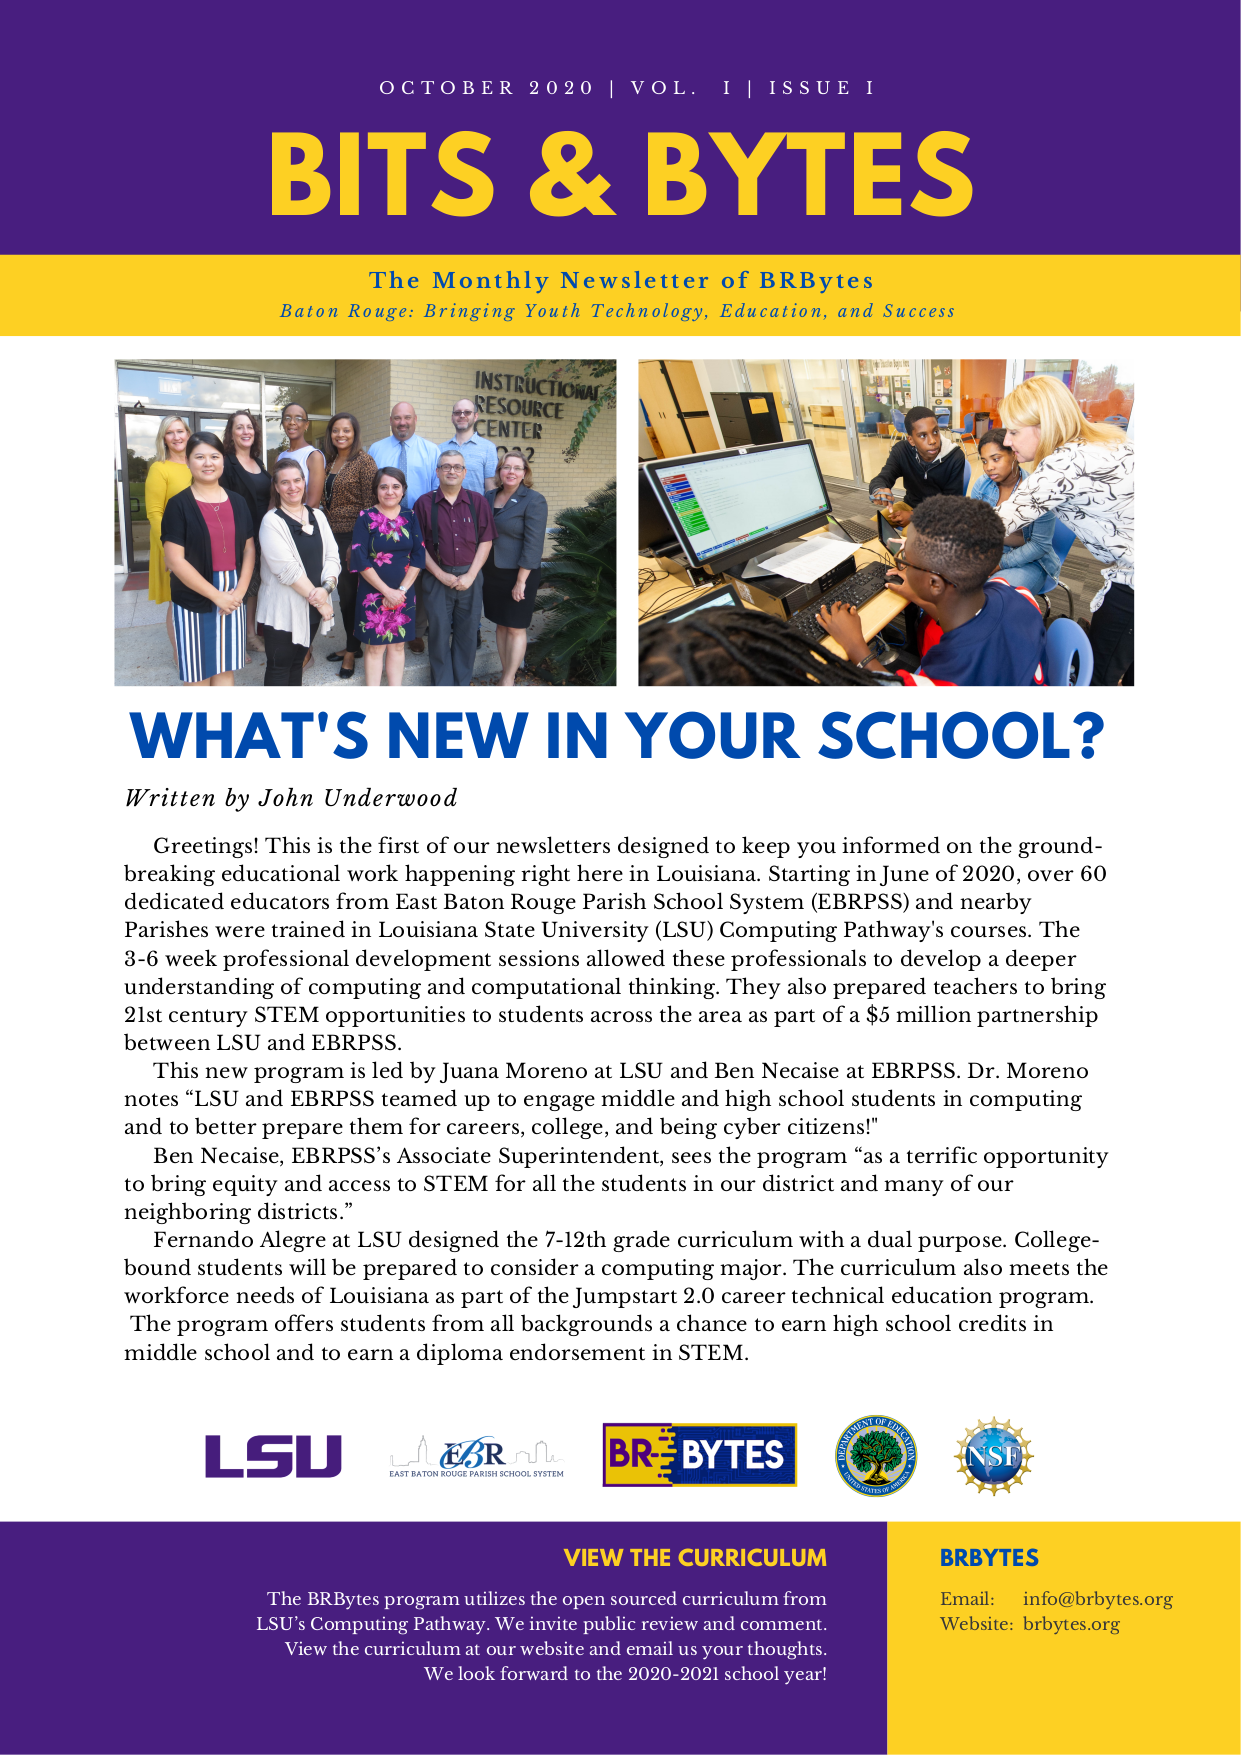 OCTOBER 2020 | VOL. I | ISSUE I
BITS & BYTES
The Monthly Newsletter of BRBytes
Baton Rouge: Bringing Youth Technology, Education, and Success
INSTRUCTIONAL
RESOURCE
CENTER
WHAT'S NEW IN YOUR SCHOOL?
Written by John Underwood
Greetings! This is the first of our newsletters designed to keep you informed on the ground-
breaking educational work happening right here in Louisiana. Starting in June of 2020, over 60
dedicated educators from East Baton Rouge Parish School System (EBRPSS) and nearby
Parishes were trained in Louisiana State University (LSU) Computing Pathway's courses. The
3-6 week professional development sessions allowed these professionals to develop a deeper
understanding of computing and computational thinking. They also prepared teachers to bring
21st century STEM opportunities to students across the area as part of a $5 million partnership
between LSU and EBRPSS.
This new program is led by Juana Moreno at LSU and Ben Necaise at EBRPSS. Dr. Moreno
notes “LSU and EBRPSS teamed up to engage middle and high school students in computing
and to better prepare them for careers, college, and being cyber citizens!"
Ben Necaise, EBRPSS’s Associate Superintendent, sees the program “as a terrific opportunity
to bring equity and access to STEM for all the students in our district and many of our
neighboring districts.”
Fernando Alegre at LSU designed the 7-12th grade curriculum with a dual purpose. College-
bound students will be prepared to consider a computing major. The curriculum also meets the
workforce needs of Louisiana as part of the Jumpstart 2.0 career technical education program.
The program offers students from all backgrounds a chance to earn high school credits in
middle school and to earn a diploma endorsement in STEM.
LSU
EBR
EAST BATON ROUGE PARISH SCHOOL SYSTEM
BR-BYTES
DEPARTMENT OF EDUCATION
UNITED STATES OF AMERICA
NSF
VIEW THE CURRICULUM
The BRBytes program utilizes the open sourced curriculum from
LSU’s Computing Pathway. We invite public review and comment.
View the curriculum at our website and email us your thoughts.
We look forward to the 2020-2021 school year!
BRBYTES
Email: info@brbytes.org
Website: brbytes.org